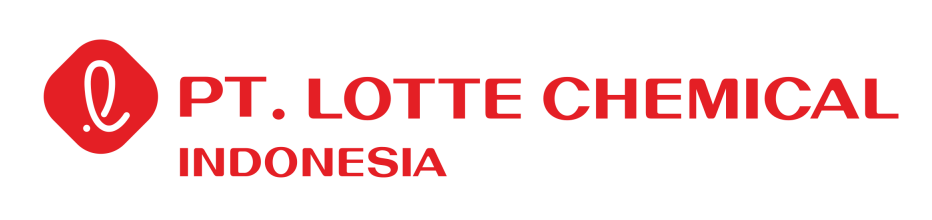 PT. LOTTE CHEMICAL
INDONESIA